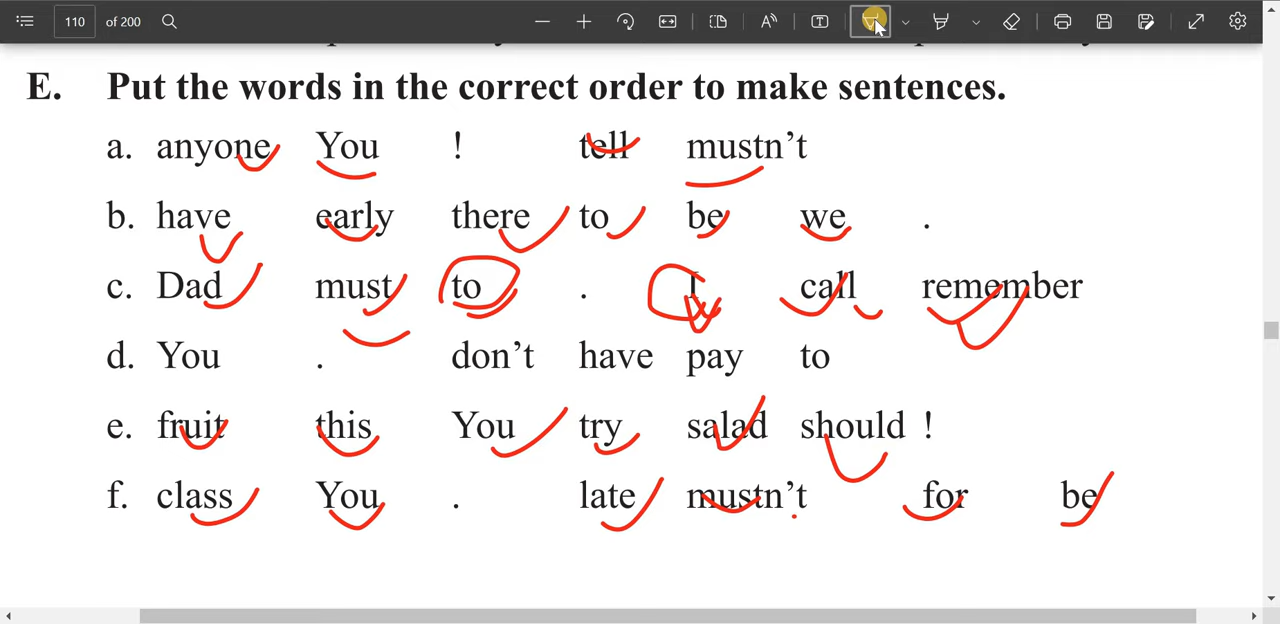 110 of 200
E. Put the words in the correct order to make sentences.
a. anyone You ! tell mustn't
b. have early there to be we .
c. Dad must to . I call remember
d. You . don't have pay to
e. fruit this You try salad should !
f. class You . late mustn't for be